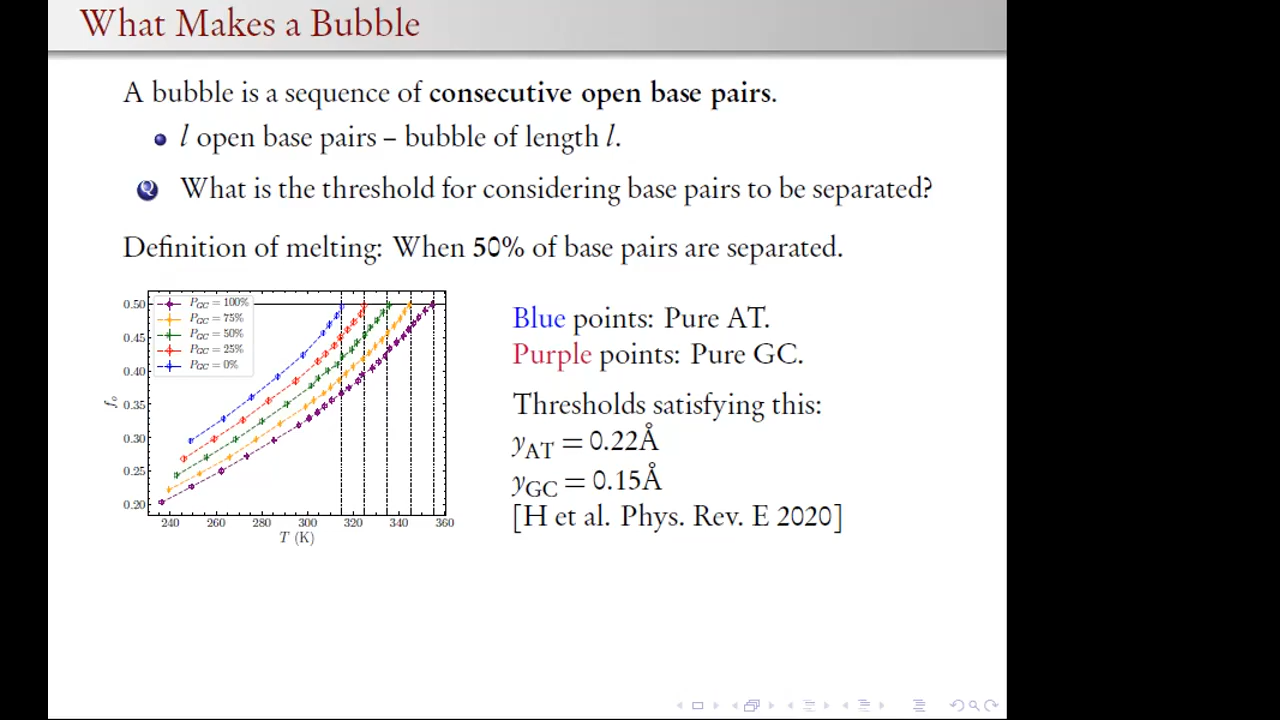 What Makes a Bubble
A bubble is a sequence of consecutive open base pairs.
l open base pairs – bubble of length l.
Q What is the threshold for considering base pairs to be separated?
Definition of melting: When 50% of base pairs are separated.
P_GC = 100%
P_GC = 75%
P_GC = 50%
P_GC = 25%
P_GC = 0%
0.50
0.45
0.40
0.35
0.30
0.25
0.20
f_o
240 260 280 300 320 340 360
T (K)
Blue points: Pure AT.
Purple points: Pure GC.
Thresholds satisfying this:
y_AT = 0.22Å
y_GC = 0.15Å
[H et al. Phys. Rev. E 2020]